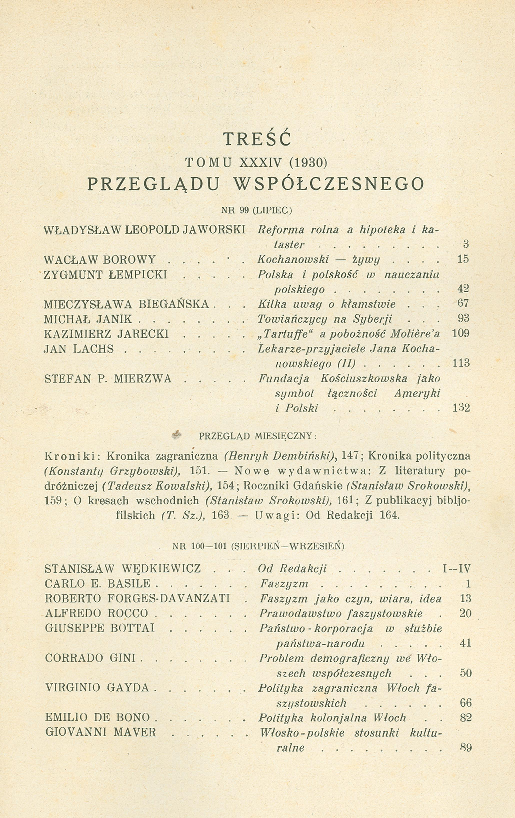 TREŚĆ
TOMU XXXIV (1930)
PRZEGLĄDU WSPÓŁCZESNEGO
NR 99 (LIPIEC)
WŁADYSŁAW LEOPOLD JAWORSKI Reforma rolna a hipoteka i ka-
taster . . . . . . . . . 3
WACŁAW BOROWY . . . . . . Kochanowski — żywy . . . . 15
ZYGMUNT ŁEMPICKI . . . . . Polska i polskość w nauczaniu
polskiego . . . . . . . . 42
MIECZYSŁAWA BIEGAŃSKA . . . Kilka uwag o kłamstwie . . . 67
MICHAŁ JANIK . . . . . . . . Towiańczycy na Syberji . . . 93
KAZIMIERZ JARECKI . . . . . „Tartuffe“ a pobożność Molière'a 109
JAN LACHS . . . . . . . . . Lekarze-przyjaciele Jana Kocha-
nowskiego (II) . . . . . . 113
STEFAN P. MIERZWA . . . . . Fundacja Kościuszkowska jako
symbol łączności Ameryki
i Polski . . . . . . . . 132
PRZEGLĄD MIESIĘCZNY:
Kroniki: Kronika zagraniczna (Henryk Dembiński), 147; Kronika polityczna
(Konstanty Grzybowski), 151. — Nowe wydawnictwa: Z literatury po-
dróżniczej (Tadeusz Kowalski), 154; Roczniki Gdańskie (Stanisław Srokowski),
159; O kresach wschodnich (Stanisław Srokowski), 161; Z publikacyj bibljo-
filskich (T. Sz.), 163 — Uwagi: Od Redakcji 164.
NR 100—101 (SIERPIEŃ—WRZESIEŃ)
STANISŁAW WĘDKIEWICZ . . . Od Redakcji . . . . . . . I—IV
CARLO E. BASILE . . . . . . . Faszyzm . . . . . . . . . 1
ROBERTO FORGES-DAVANZATI . Faszyzm jako czyn, wiara, idea 13
ALFREDO ROCCO . . . . . . . Prawodawstwo faszystowskie . 20
GIUSEPPE BOTTAI . . . . . . Państwo-korporacja w służbie
państwa-narodu . . . . . 41
CORRADO GINI . . . . . . . . Problem demograficzny we Wło-
szech współczesnych . . . 50
VIRGINIO GAYDA . . . . . . . Polityka zagraniczna Włoch fa-
szystowskich . . . . . . 66
EMILIO DE BONO . . . . . . . Polityka kolonjalna Włoch . . 82
GIOVANNI MAVER . . . . . . Włosko-polskie stosunki kultu-
ralne . . . . . . . . . 89